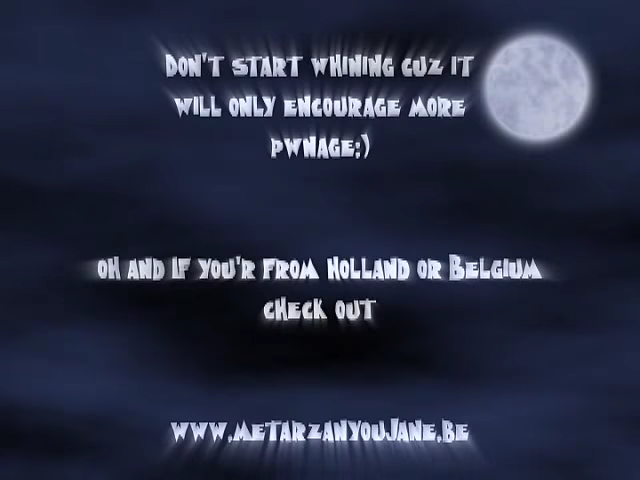 Don't start whining cuz it
will only encourage more
pwnage;)
oh and if you'r from Holland or Belgium
check out
www.metarzanyoujane.be